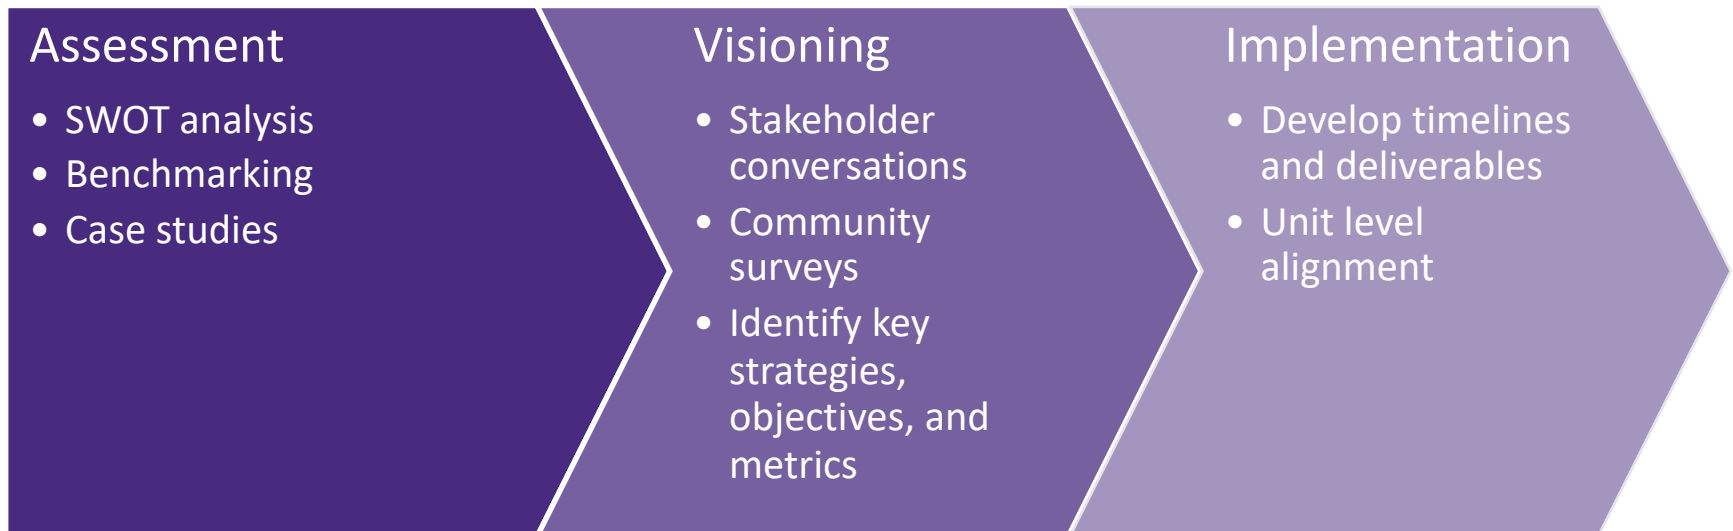 Assessment
• SWOT analysis
• Benchmarking
• Case studies
Visioning
• Stakeholder
conversations
• Community
surveys
• Identify key
strategies,
objectives, and
metrics
Implementation
• Develop timelines
and deliverables
• Unit level
alignment